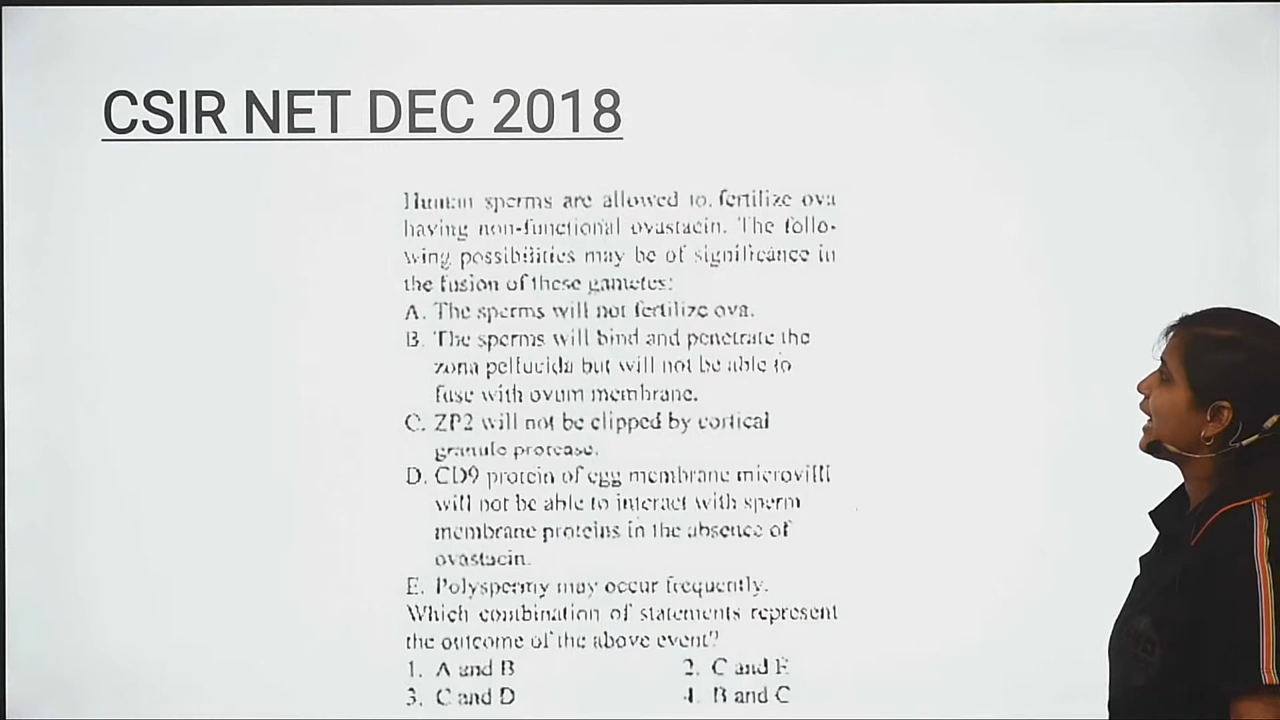 CSIR NET DEC 2018
Human sperms are allowed to fertilize ova
having non-functional ovastacin. The follo-
wing possibilities may be of significance in
the fusion of these gametes:
A. The sperms will not fertilize ova.
B. The sperms will bind and penetrate the
zona pellucida but will not be able to
fuse with ovum membrane.
C. ZP2 will not be clipped by cortical
granule protease.
D. CD9 protein of egg membrane microvilli
will not be able to interact with sperm
membrane proteins in the absence of
ovastacin.
E. Polyspermy may occur frequently.
Which combination of statements represent
the outcome of the above event?
1. A and B 2. C and E
3. C and D 4. B and C